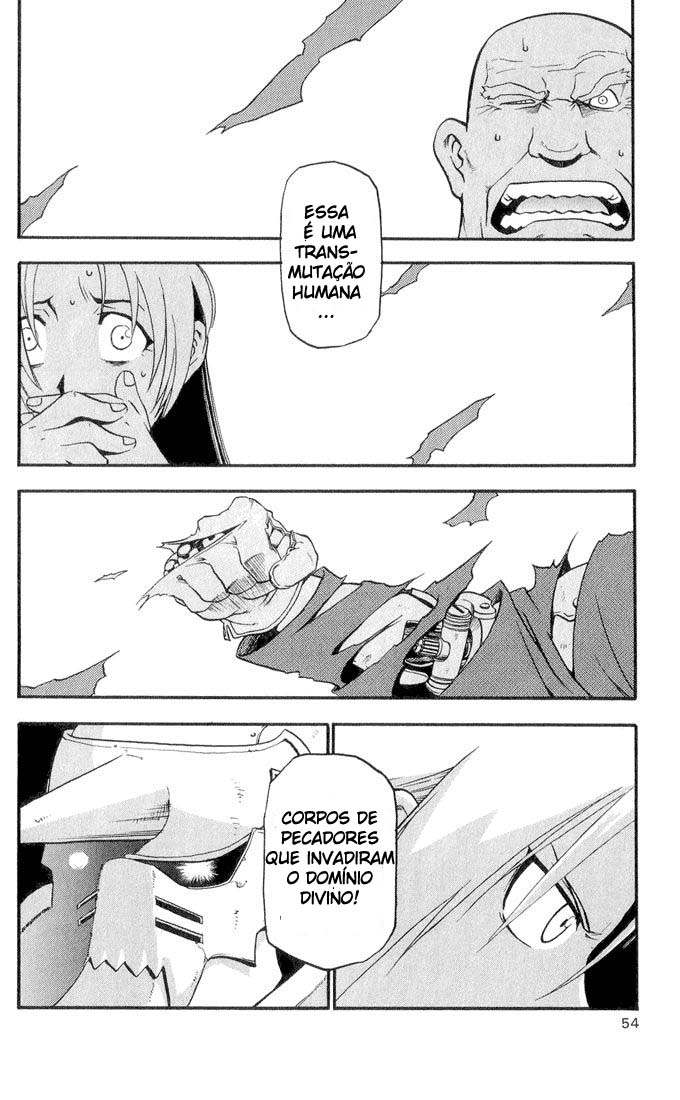 ESSA
É UMA
TRANS-
MUTAÇÃO
HUMANA
...
CORPOS DE
PECADORES
QUE INVADIRAM
O DOMÍNIO
DIVINO!
54